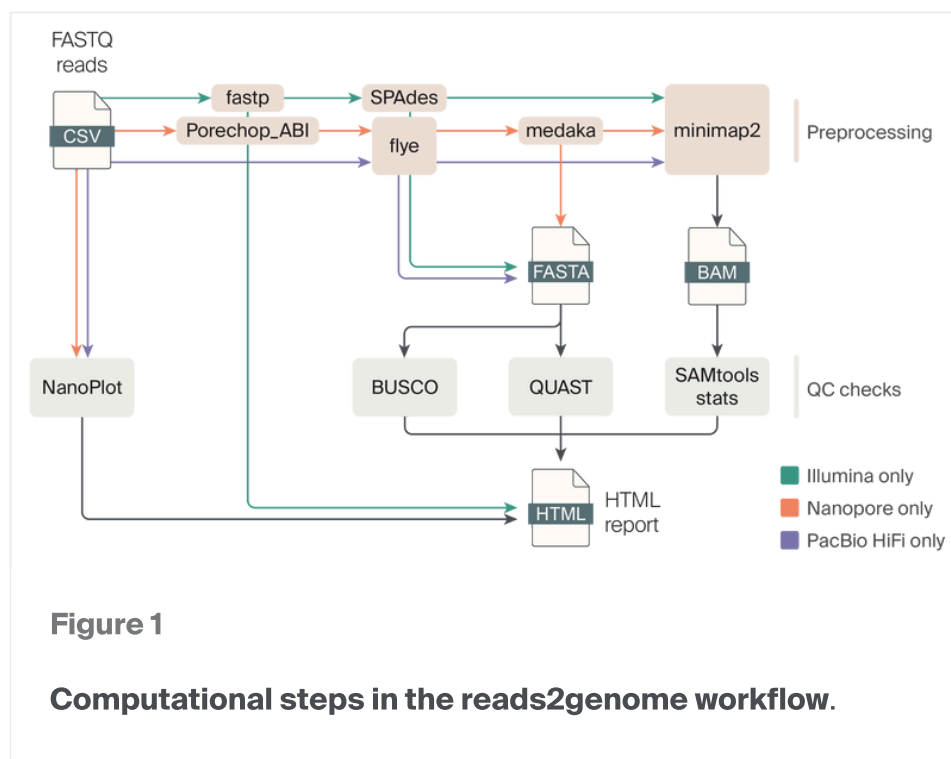 FASTQ
reads
CSV
fastp
SPAdes
Porechop_ABI
flye
medaka
minimap2
Preprocessing
FASTA
BAM
NanoPlot
BUSCO
QUAST
SAMtools
stats
QC checks
HTML
HTML
report
Illumina only
Nanopore only
PacBio HiFi only
Figure 1
Computational steps in the reads2genome workflow.